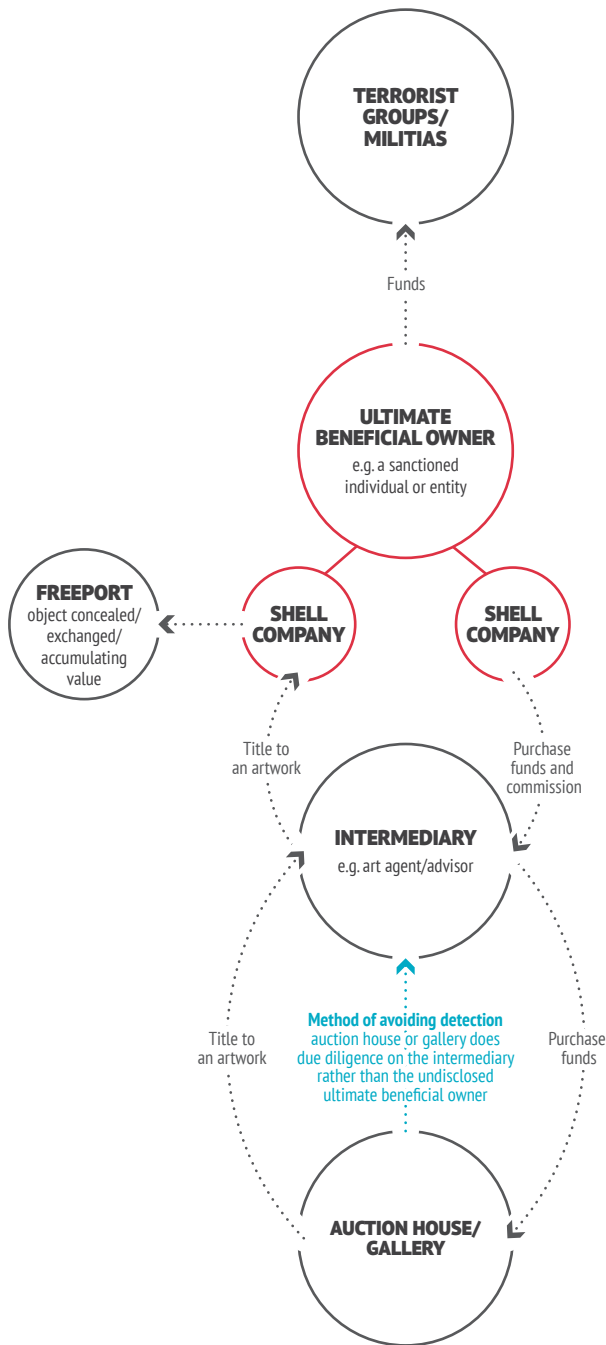 TERRORIST
GROUPS/
MILITIAS
Funds
ULTIMATE
BENEFICIAL OWNER
e.g. a sanctioned
individual or entity
FREEPORT
object concealed/
exchanged/
accumulating
value
SHELL
COMPANY
SHELL
COMPANY
Title to
an artwork
Purchase
funds and
commission
INTERMEDIARY
e.g. art agent/advisor
Title to
an artwork
Method of avoiding detection
auction house or gallery does
due diligence on the intermediary
rather than the undisclosed
ultimate beneficial owner
Purchase
funds
AUCTION HOUSE/
GALLERY